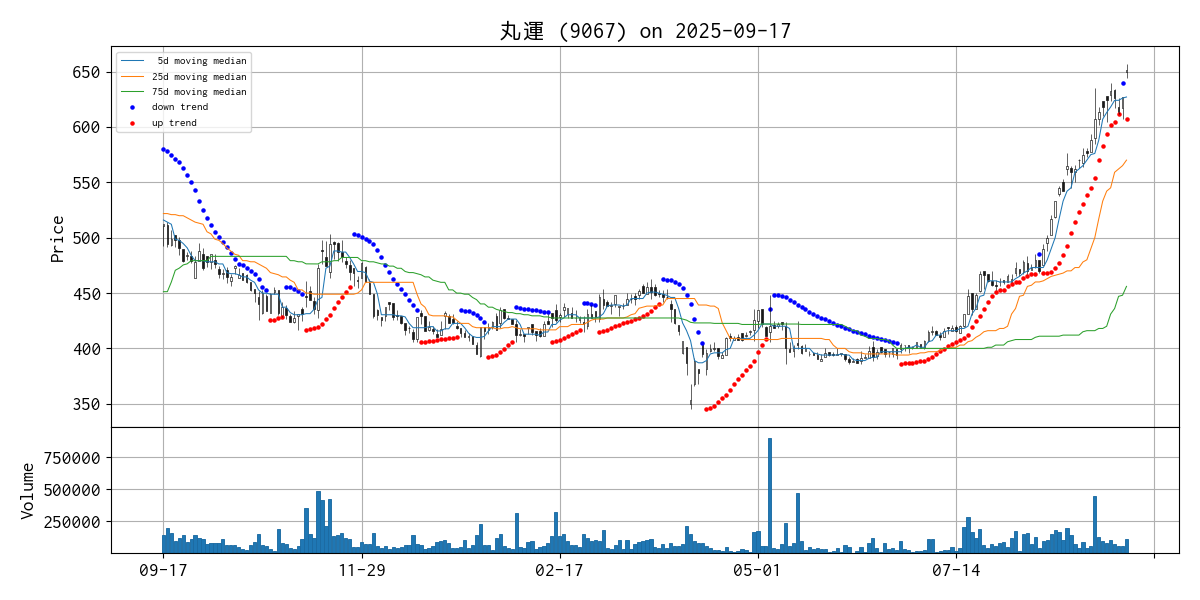 丸運 (9067) on 2025-09-17
5d moving median
25d moving median
75d moving median
down trend
up trend
Price
650
600
550
500
450
400
350
Volume
750000
500000
250000
09-17
11-29
02-17
05-01
07-14